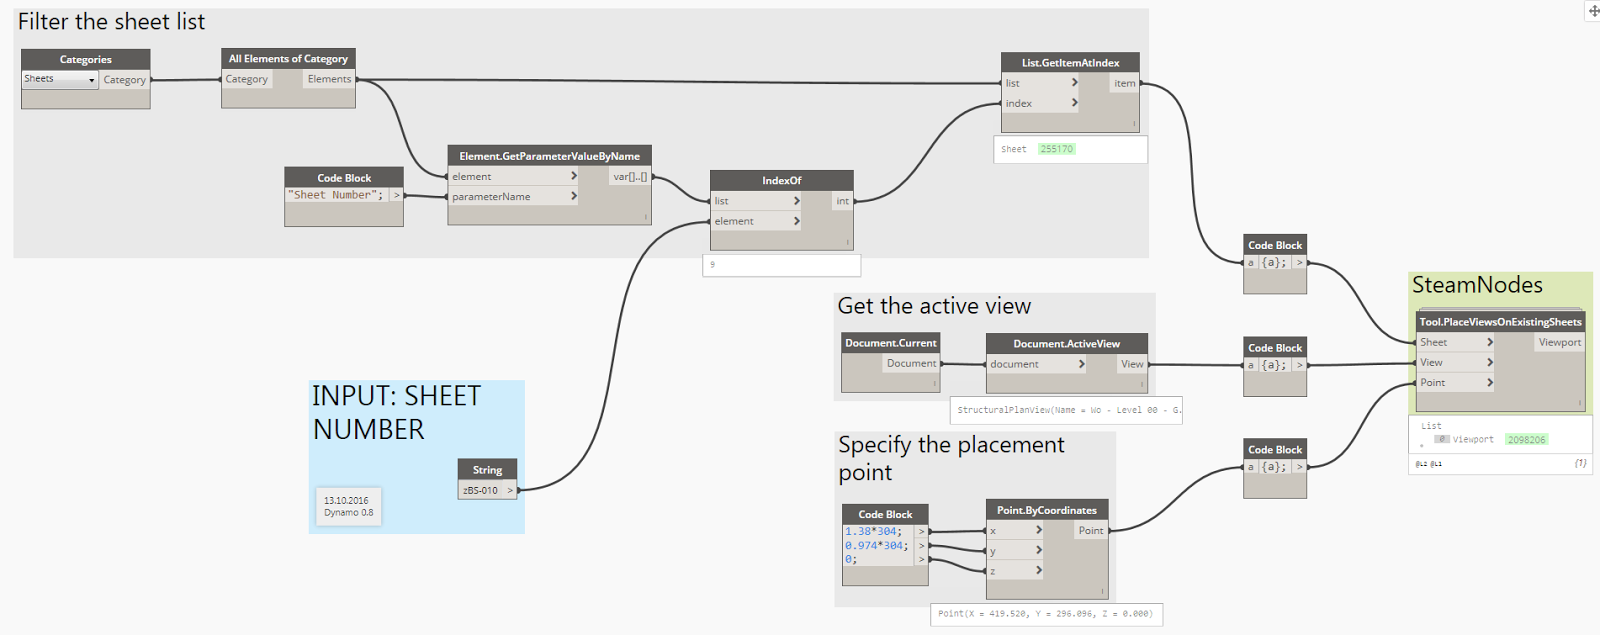 Filter the sheet list
Categories
Sheets
Category
All Elements of Category
Category
Elements
List.GetItemAtIndex
list
item
index
Sheet 255170
Code Block
"Sheet Number";
>
Element.GetParameterValueByName
element
var[]..[]
parameterName
IndexOf
list
int
element
9
INPUT: SHEET
NUMBER
String
zBS-010 >
13.10.2016
Dynamo 0.8
Get the active view
Document.Current
Document
Document.ActiveView
document
View
StructuralPlanView(Name = Wo - Level 00 - G.
Specify the placement
point
Code Block
1.38*304; >
0.974*304; >
0; >
Point.ByCoordinates
x
Point
y
z
Point(X = 419.520, Y = 296.096, Z = 0.000)
Code Block
a {a}; >
Code Block
a {a}; >
Code Block
a {a}; >
SteamNodes
Tool.PlaceViewsOnExistingSheets
Sheet
Viewport
View
Point
List
0 Viewport 2098206
@L2 @L1
{1}